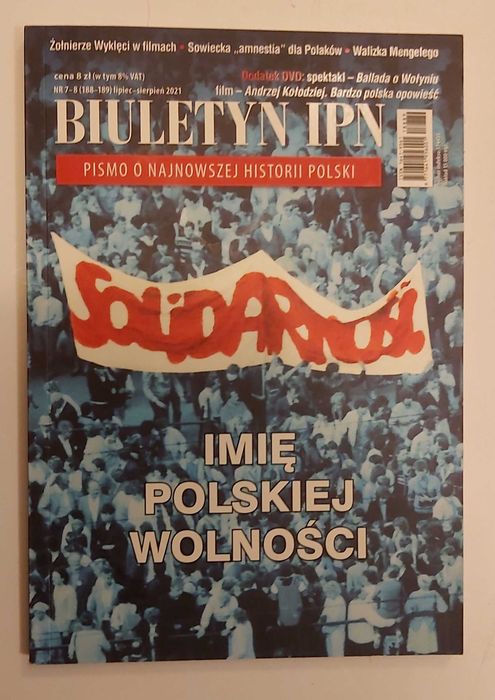 Żołnierze Wyklęci w filmach • Sowiecka „amnestia” dla Polaków • Walizka Mengelego
cena 8 zł (w tym 8% VAT)
Dodatek DVD: spektakl – Ballada o Wołyniu
NR 7–8 (188–189) lipiec–sierpień 2021
film – Andrzej Kołodziej. Bardzo polska opowieść
BIULETYN IPN
PISMO O NAJNOWSZEJ HISTORII POLSKI
SOLIDARNOŚĆ
IMIĘ
POLSKIEJ
WOLNOŚCI